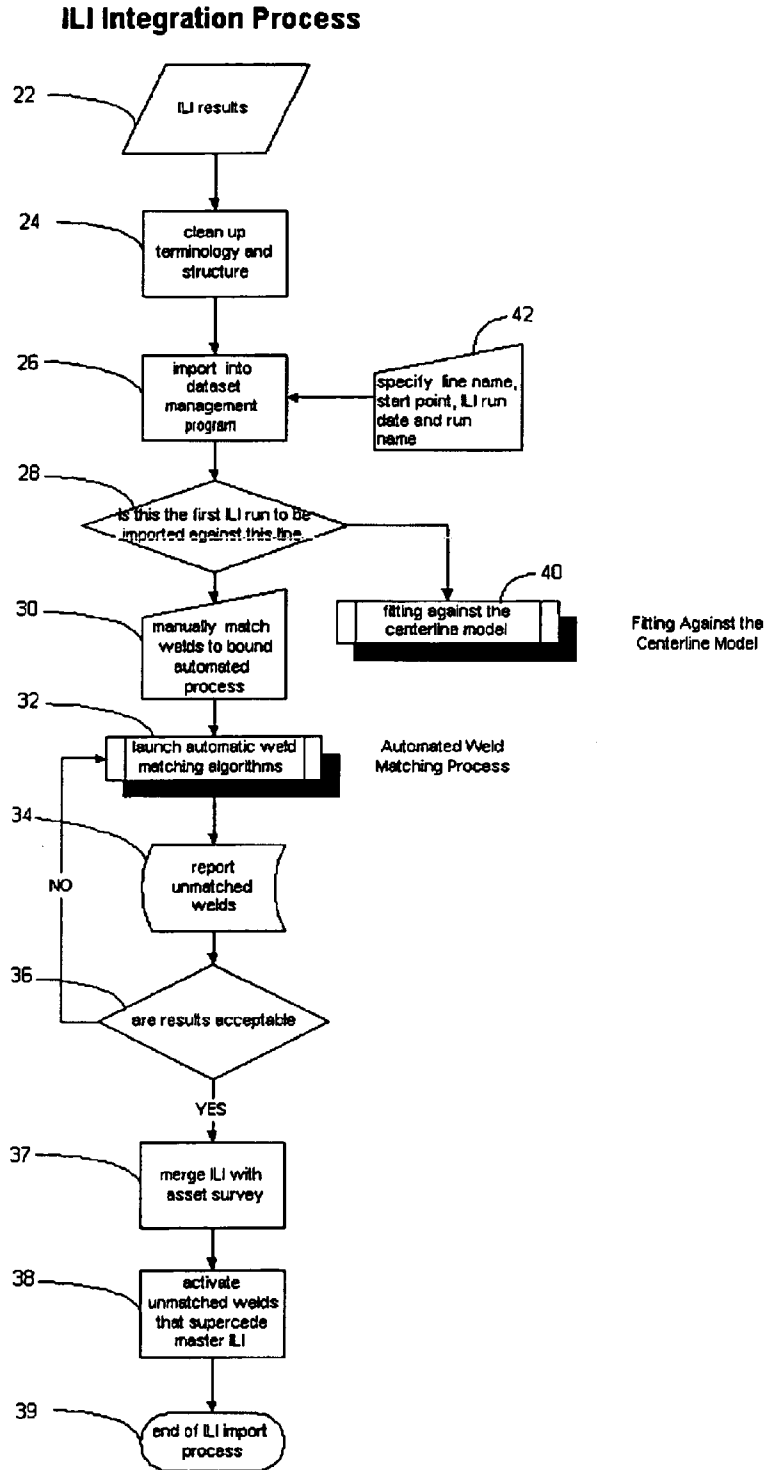 ILI Integration Process
22
ILI results
24
clean up
terminology and
structure
42
26
import into
dataset
management
program
specify line name,
start point, ILI run
date and run
name
28
is this the first ILI run to be
imported against this line
40
30
fitting against the
centerline model
Fitting Against the
Centerline Model
manually match
welds to bound
automated
process
32
launch automatic weld
matching algorithms
Automated Weld
Matching Process
34
report
unmatched
welds
NO
36
are results acceptable
YES
37
merge ILI with
asset survey
38
activate
unmatched welds
that supercede
master ILI
39
end of ILI import
process